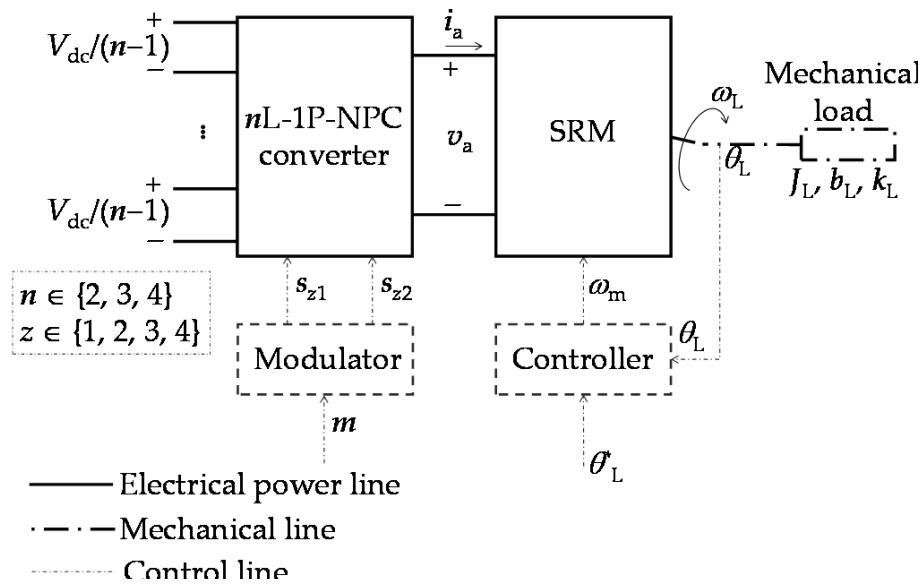 +
V_dc/(n−1)
−
⋮
+
V_dc/(n−1)
−
nL-1P-NPC
converter
i_a
+
v_a
−
SRM
ω_L
θ_L
Mechanical
load
J_L, b_L, k_L
n ∈ {2, 3, 4}
z ∈ {1, 2, 3, 4}
s_z1
s_z2
ω_m
Modulator
Controller
θ_L
m
θ*_L
Electrical power line
Mechanical line
Control line